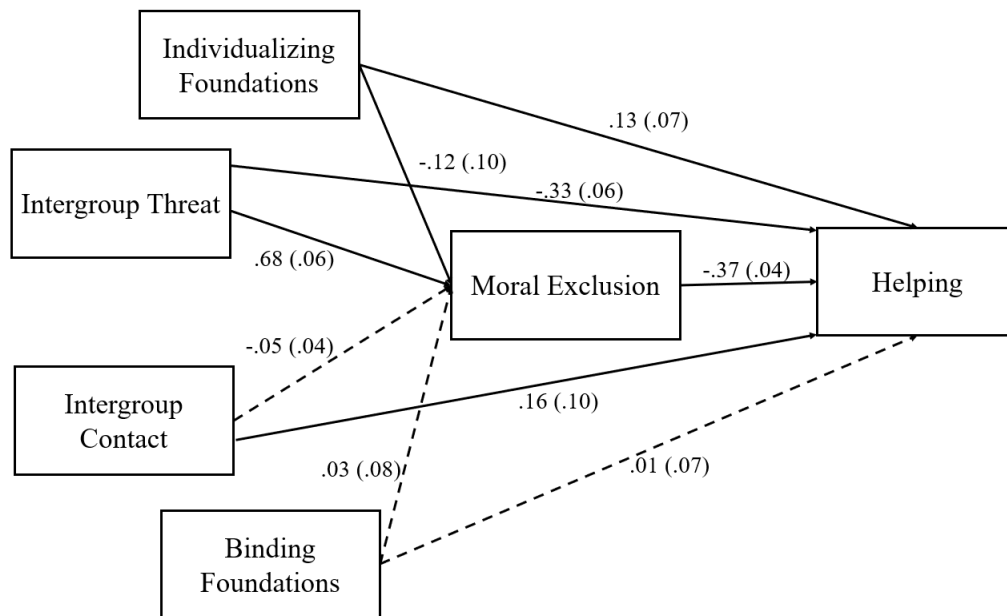 Individualizing
Foundations
.13 (.07)
-.12 (.10)
Intergroup Threat
-.33 (.06)
.68 (.06)
Moral Exclusion
-.37 (.04)
Helping
-.05 (.04)
Intergroup
Contact
.16 (.10)
.03 (.08)
.01 (.07)
Binding
Foundations